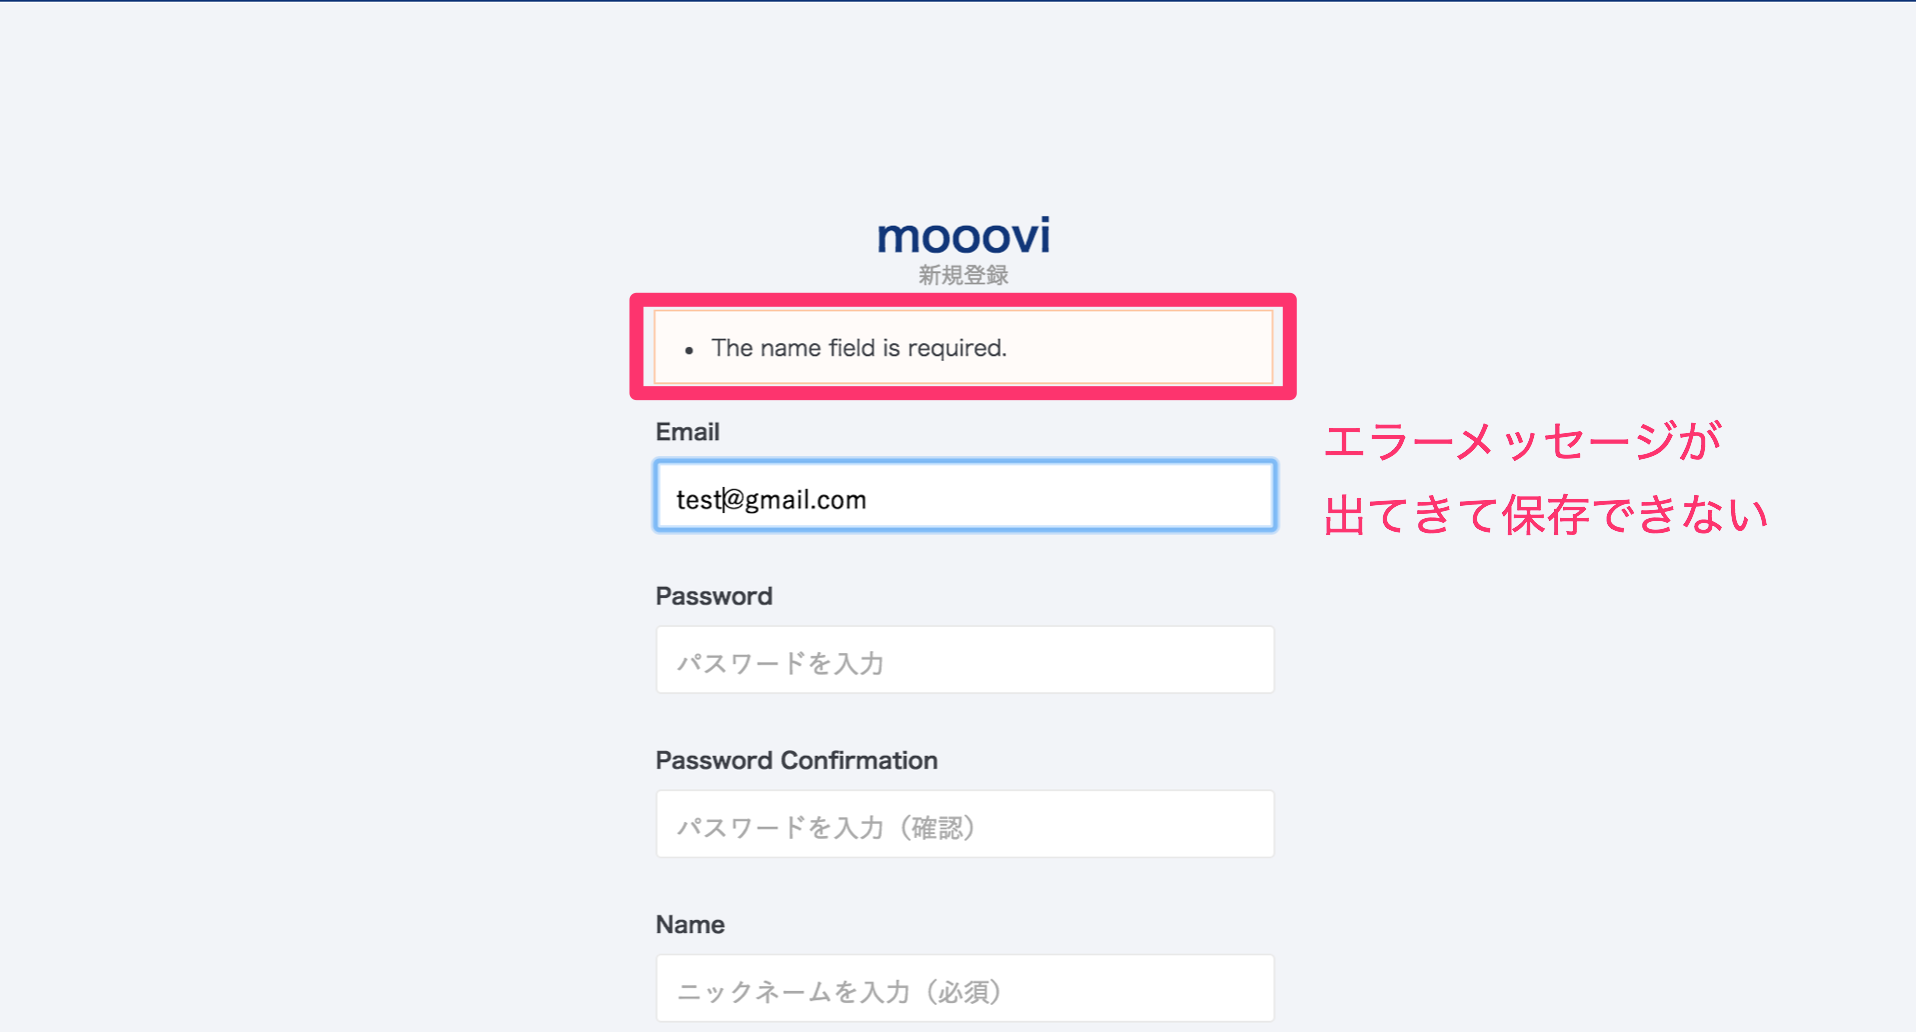 mooovi
新規登録
• The name field is required.
Email
test@gmail.com
エラーメッセージが
出てきて保存できない
Password
パスワードを入力
Password Confirmation
パスワードを入力（確認）
Name
ニックネームを入力（必須）